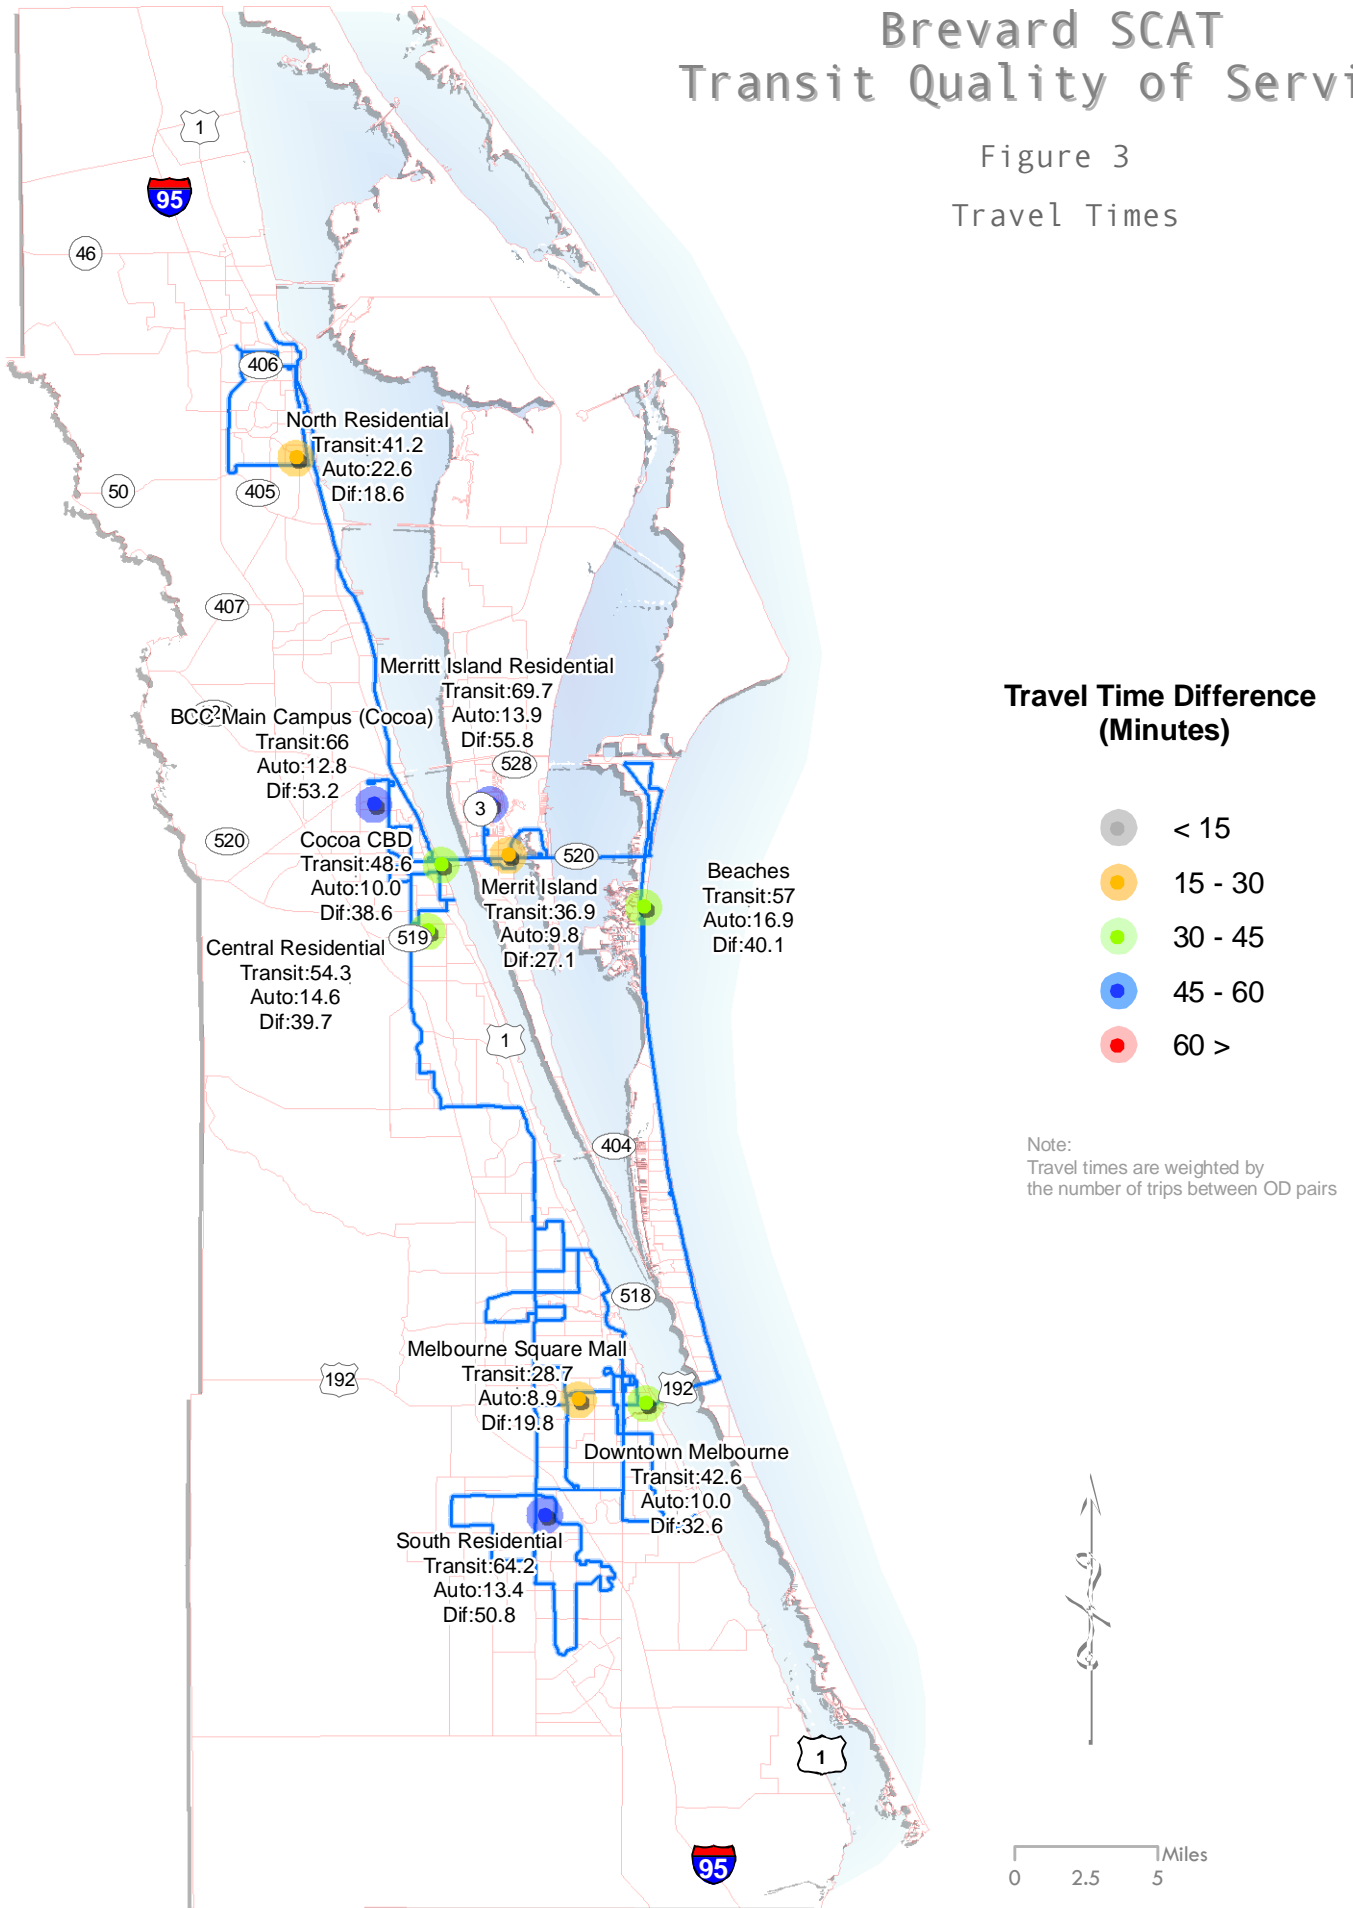 Brevard SCAT
Transit Quality of Servi
Figure 3
Travel Times
1
95
46
406
North Residential
Transit:41.2
Auto:22.6
Dif:18.6
50
405
407
Merritt Island Residential
Transit:69.7
Auto:13.9
Dif:55.8
528
BCC-Main Campus (Cocoa)
Transit:66
Auto:12.8
Dif:53.2
3
520
Cocoa CBD
Transit:48.6
Auto:10.0
Dif:38.6
520
Merrit Island
Transit:36.9
Auto:9.8
Dif:27.1
Beaches
Transit:57
Auto:16.9
Dif:40.1
519
Central Residential
Transit:54.3
Auto:14.6
Dif:39.7
1
404
518
Melbourne Square Mall
Transit:28.7
Auto:8.9
Dif:19.8
192
192
Downtown Melbourne
Transit:42.6
Auto:10.0
Dif:32.6
South Residential
Transit:64.2
Auto:13.4
Dif:50.8
1
95
Travel Time Difference
(Minutes)
< 15
15 - 30
30 - 45
45 - 60
60 >
Note:
Travel times are weighted by
the number of trips between OD pairs
Miles
0 2.5 5